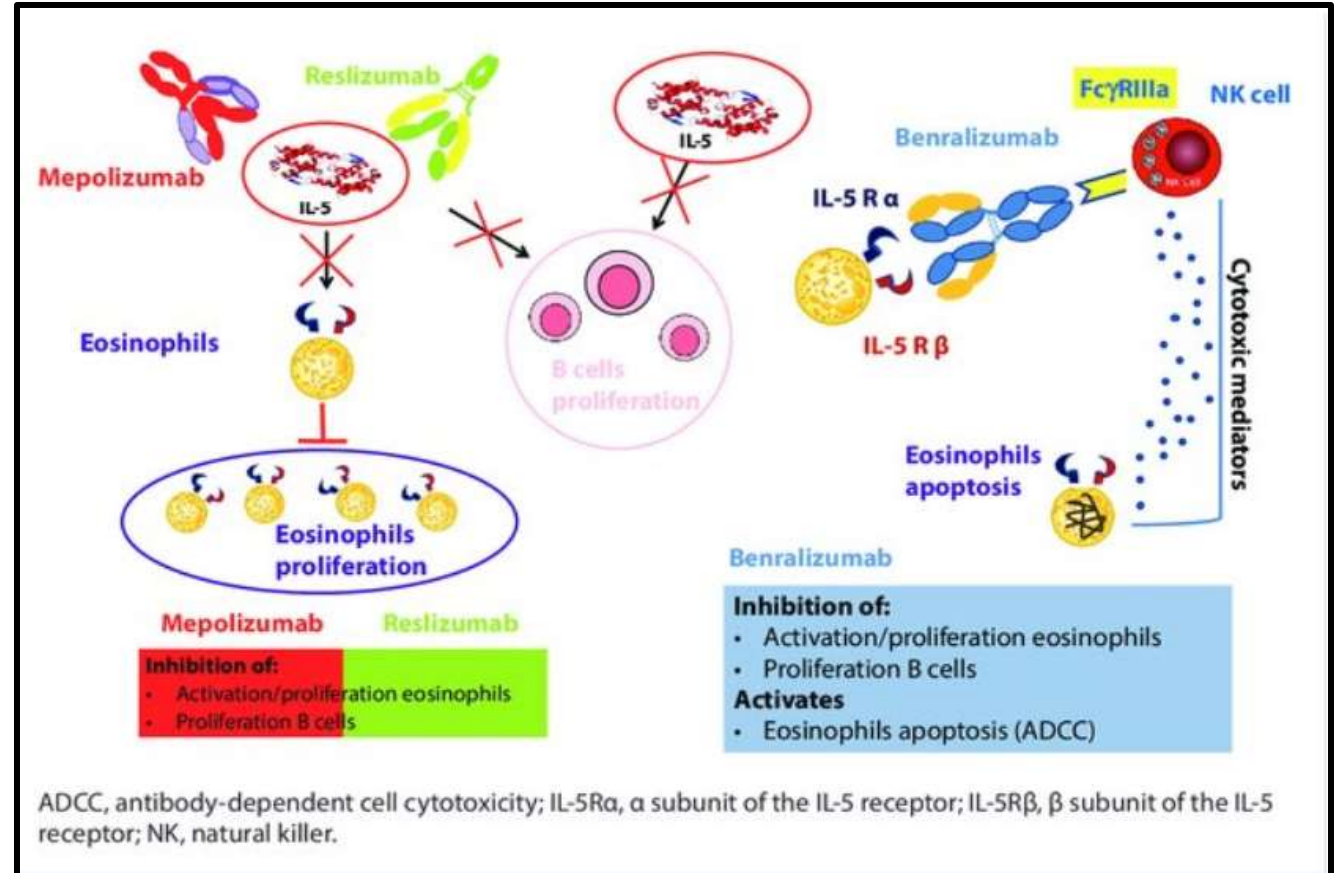 Reslizumab
Mepolizumab
IL-5
IL-5
Eosinophils
B cells
proliferation
Eosinophils
proliferation
FcγRIIIa
NK cell
Benralizumab
NK Cell
IL-5 R α
IL-5 R β
Cytotoxic mediators
Eosinophils
apoptosis
Mepolizumab
Reslizumab
Inhibition of:
• Activation/proliferation eosinophils
• Proliferation B cells
Benralizumab
Inhibition of:
• Activation/proliferation eosinophils
• Proliferation B cells
Activates
• Eosinophils apoptosis (ADCC)
ADCC, antibody-dependent cell cytotoxicity; IL-5Rα, α subunit of the IL-5 receptor; IL-5Rβ, β subunit of the IL-5
receptor; NK, natural killer.